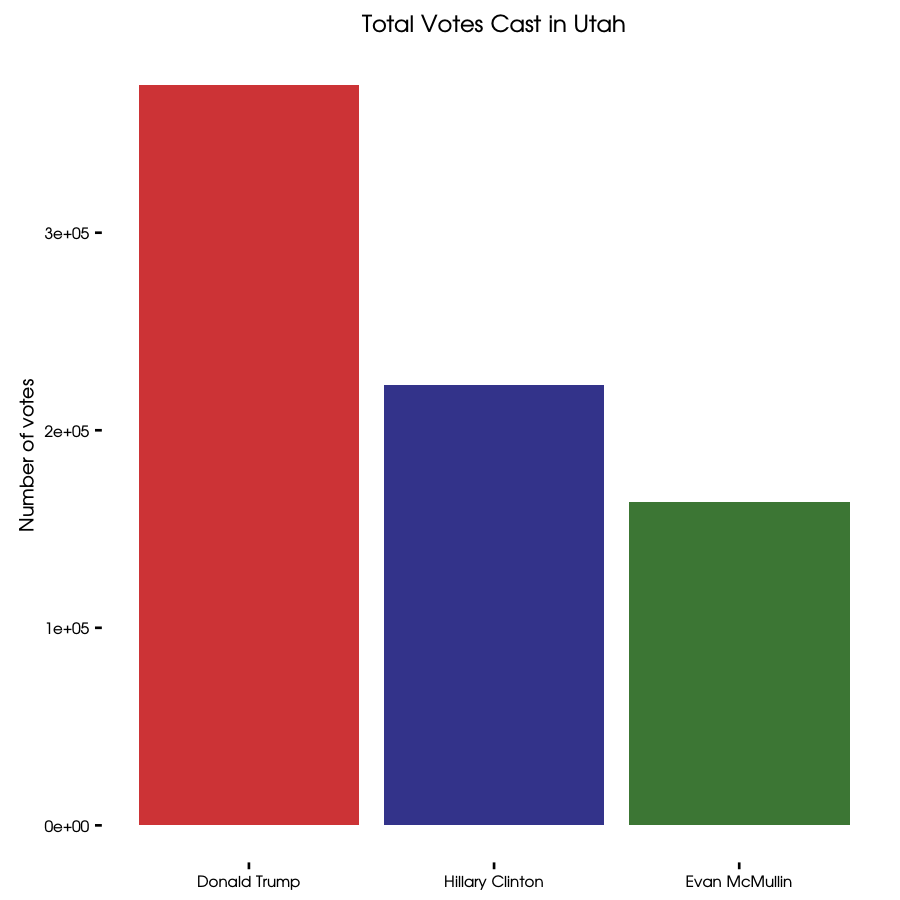 Total Votes Cast in Utah
Number of votes
3e+05
2e+05
1e+05
0e+00
Donald Trump
Hillary Clinton
Evan McMullin